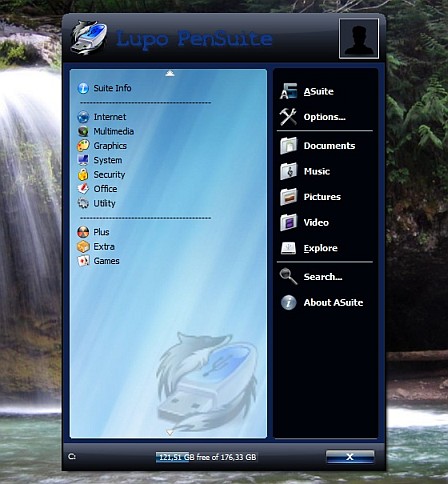 Lupo PenSuite
Suite Info
Internet
Multimedia
Graphics
System
Security
Office
Utility
Plus
Extra
Games
ASuite
Options...
Documents
Music
Pictures
Video
Explore
Search...
About ASuite
C:
121,51 GB free of 176,33 GB
X